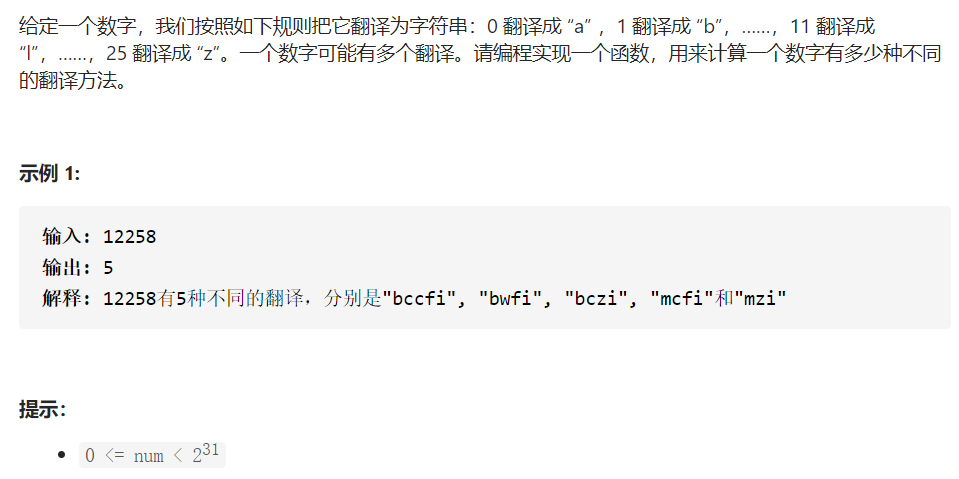 给定一个数字，我们按照如下规则把它翻译为字符串：0 翻译成 “a” ，1 翻译成 “b”，……，11 翻译成
“l”，……，25 翻译成 “z”。一个数字可能有多个翻译。请编程实现一个函数，用来计算一个数字有多少种不同
的翻译方法。
示例 1:
输入: 12258
输出: 5
解释: 12258有5种不同的翻译，分别是"bccfi", "bwfi", "bczi", "mcfi"和"mzi"
提示：
• 0 <= num < 2³¹